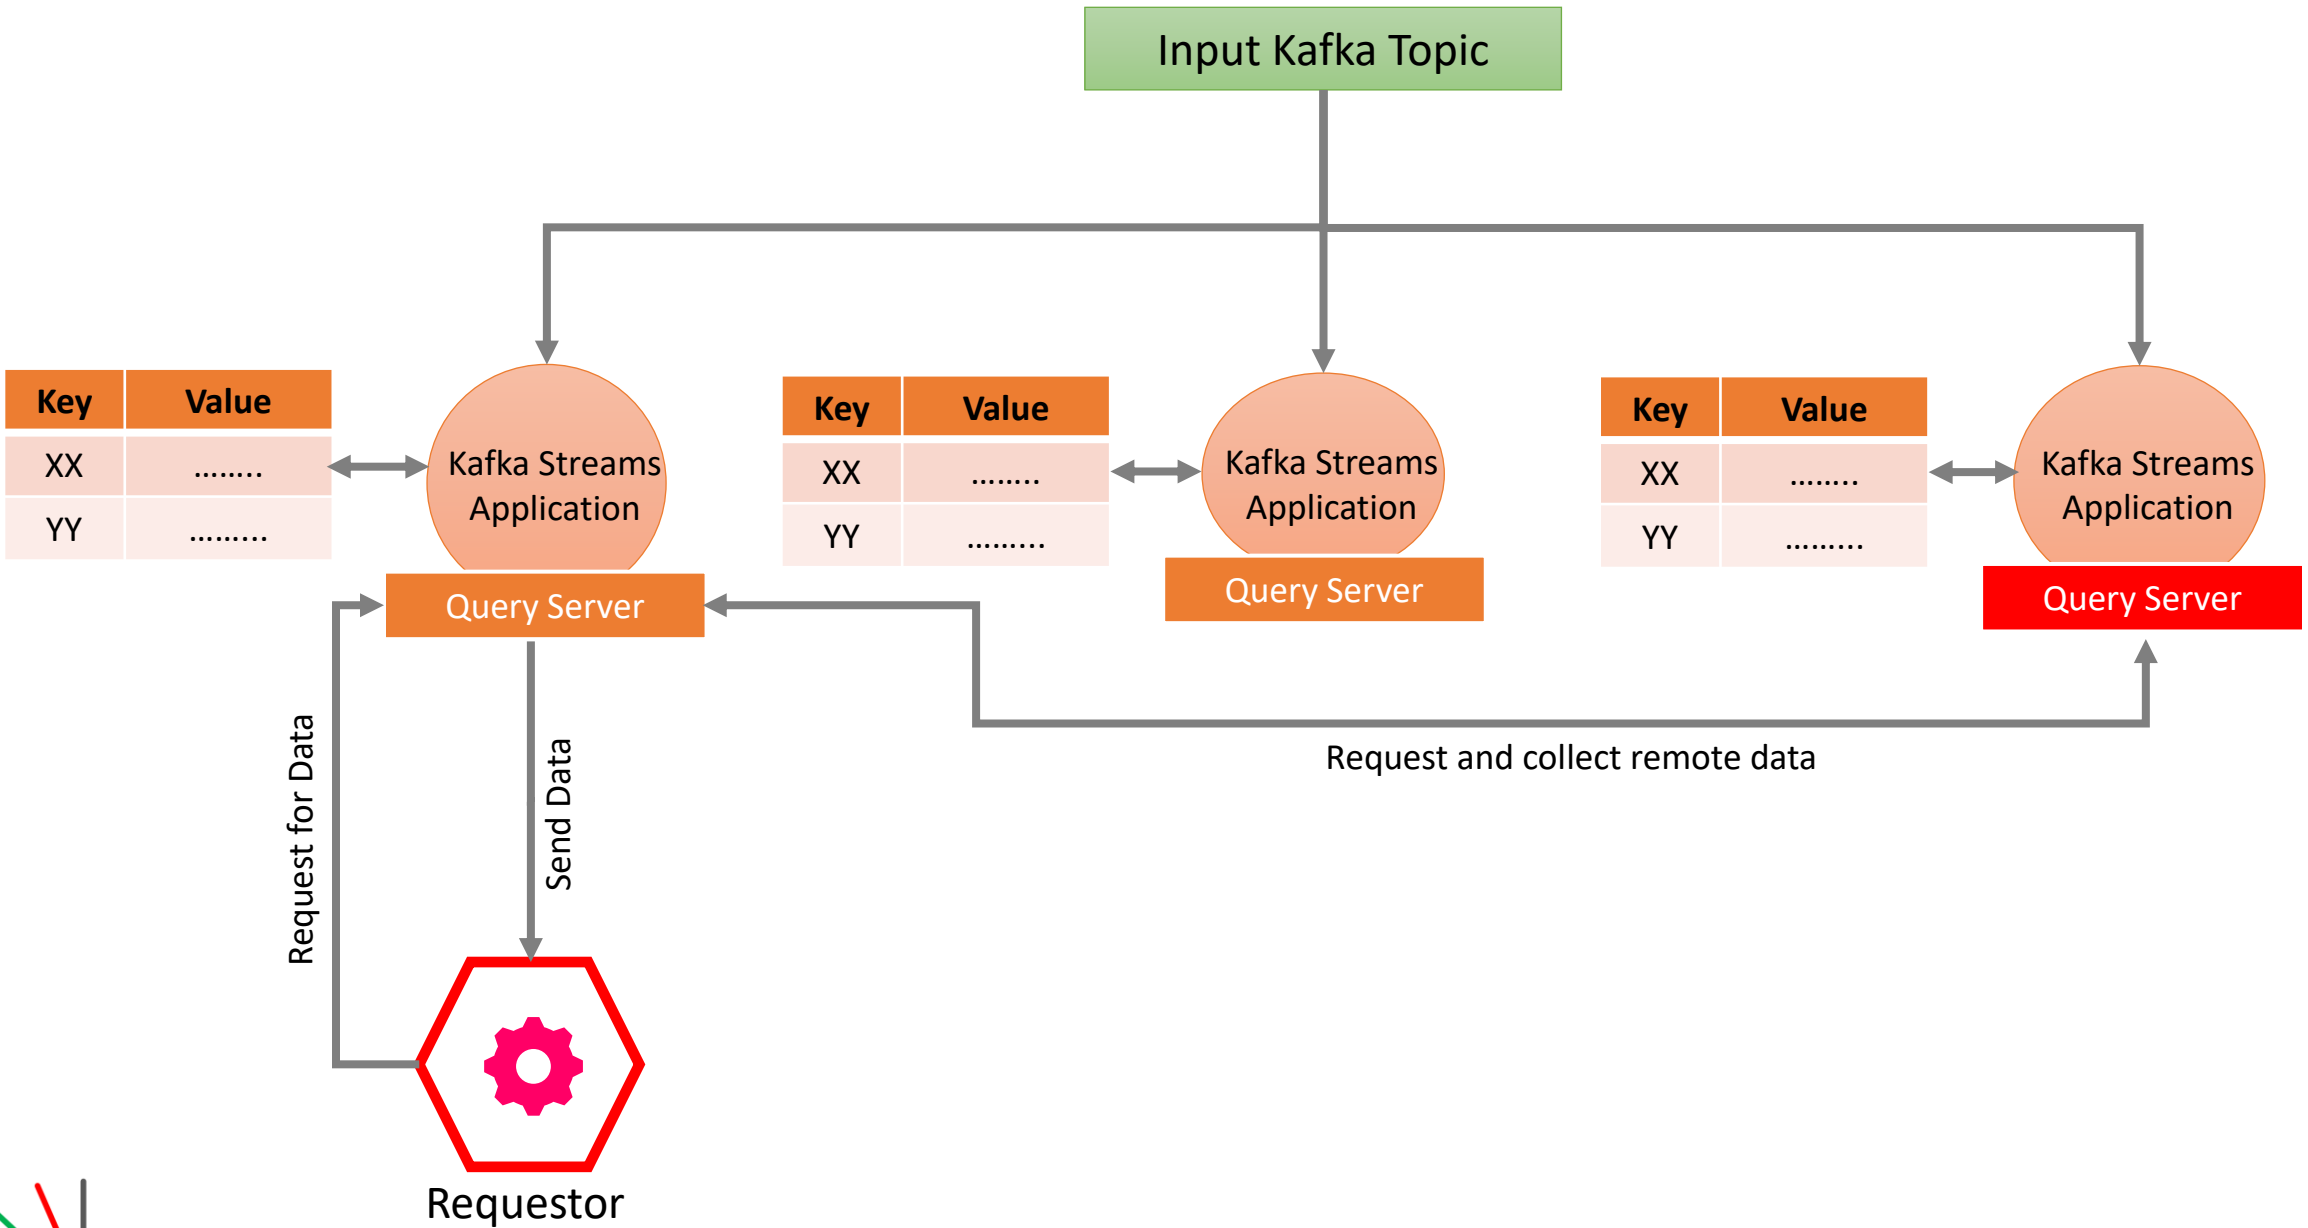 Input Kafka Topic
Key Value
XX ........
YY .........
Kafka Streams
Application
Query Server
Key Value
XX ........
YY .........
Kafka Streams
Application
Query Server
Key Value
XX ........
YY .........
Kafka Streams
Application
Query Server
Request for Data
Send Data
Request and collect remote data
Requestor